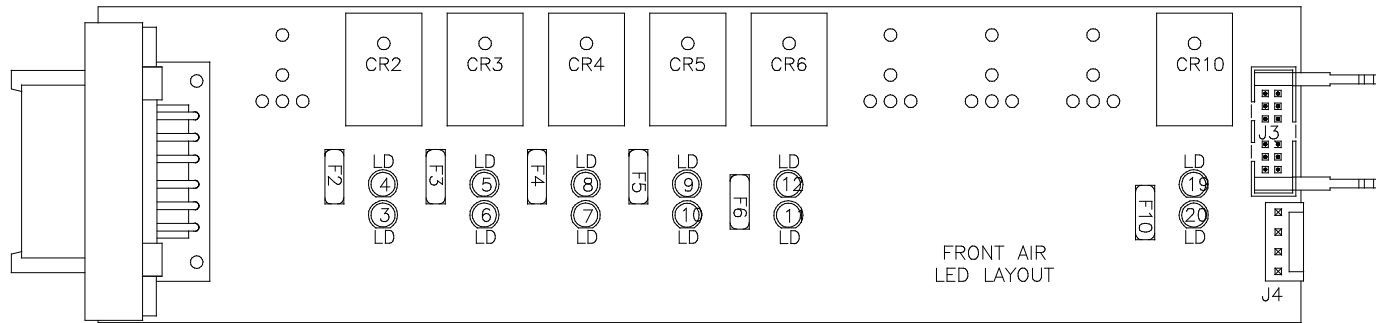 CR2 CR3 CR4 CR5 CR6 CR10
J3
LD LD LD LD LD LD
F2 F3 F4 F5 F6 F10
4 5 8 9 12 19
3 6 7 10 1 20
LD LD LD LD LD LD
FRONT AIR
LED LAYOUT
J4